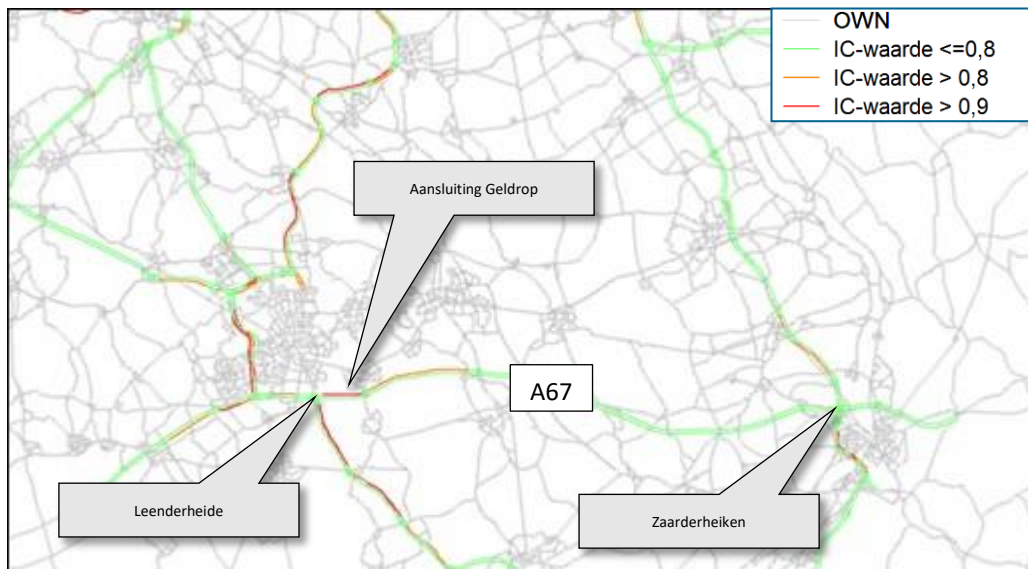 OWN
IC-waarde <=0,8
IC-waarde > 0,8
IC-waarde > 0,9
Aansluiting Geldrop
A67
Leenderheide
Zaarderheiken